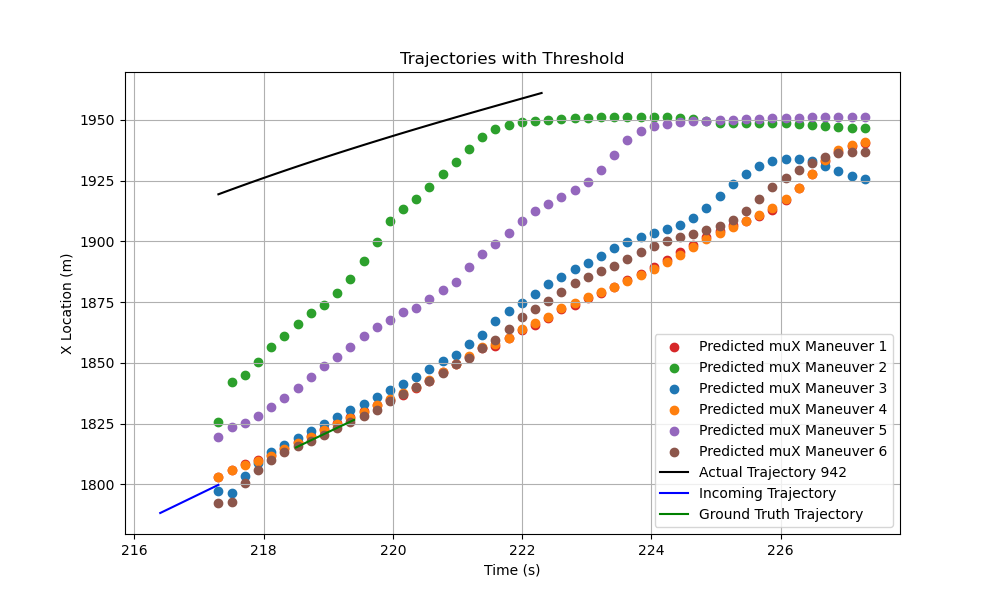 Trajectories with Threshold
X Location (m)
1950
1925
1900
1875
1850
1825
1800
216
218
220
222
224
226
Time (s)
Predicted muX Maneuver 1
Predicted muX Maneuver 2
Predicted muX Maneuver 3
Predicted muX Maneuver 4
Predicted muX Maneuver 5
Predicted muX Maneuver 6
Actual Trajectory 942
Incoming Trajectory
Ground Truth Trajectory